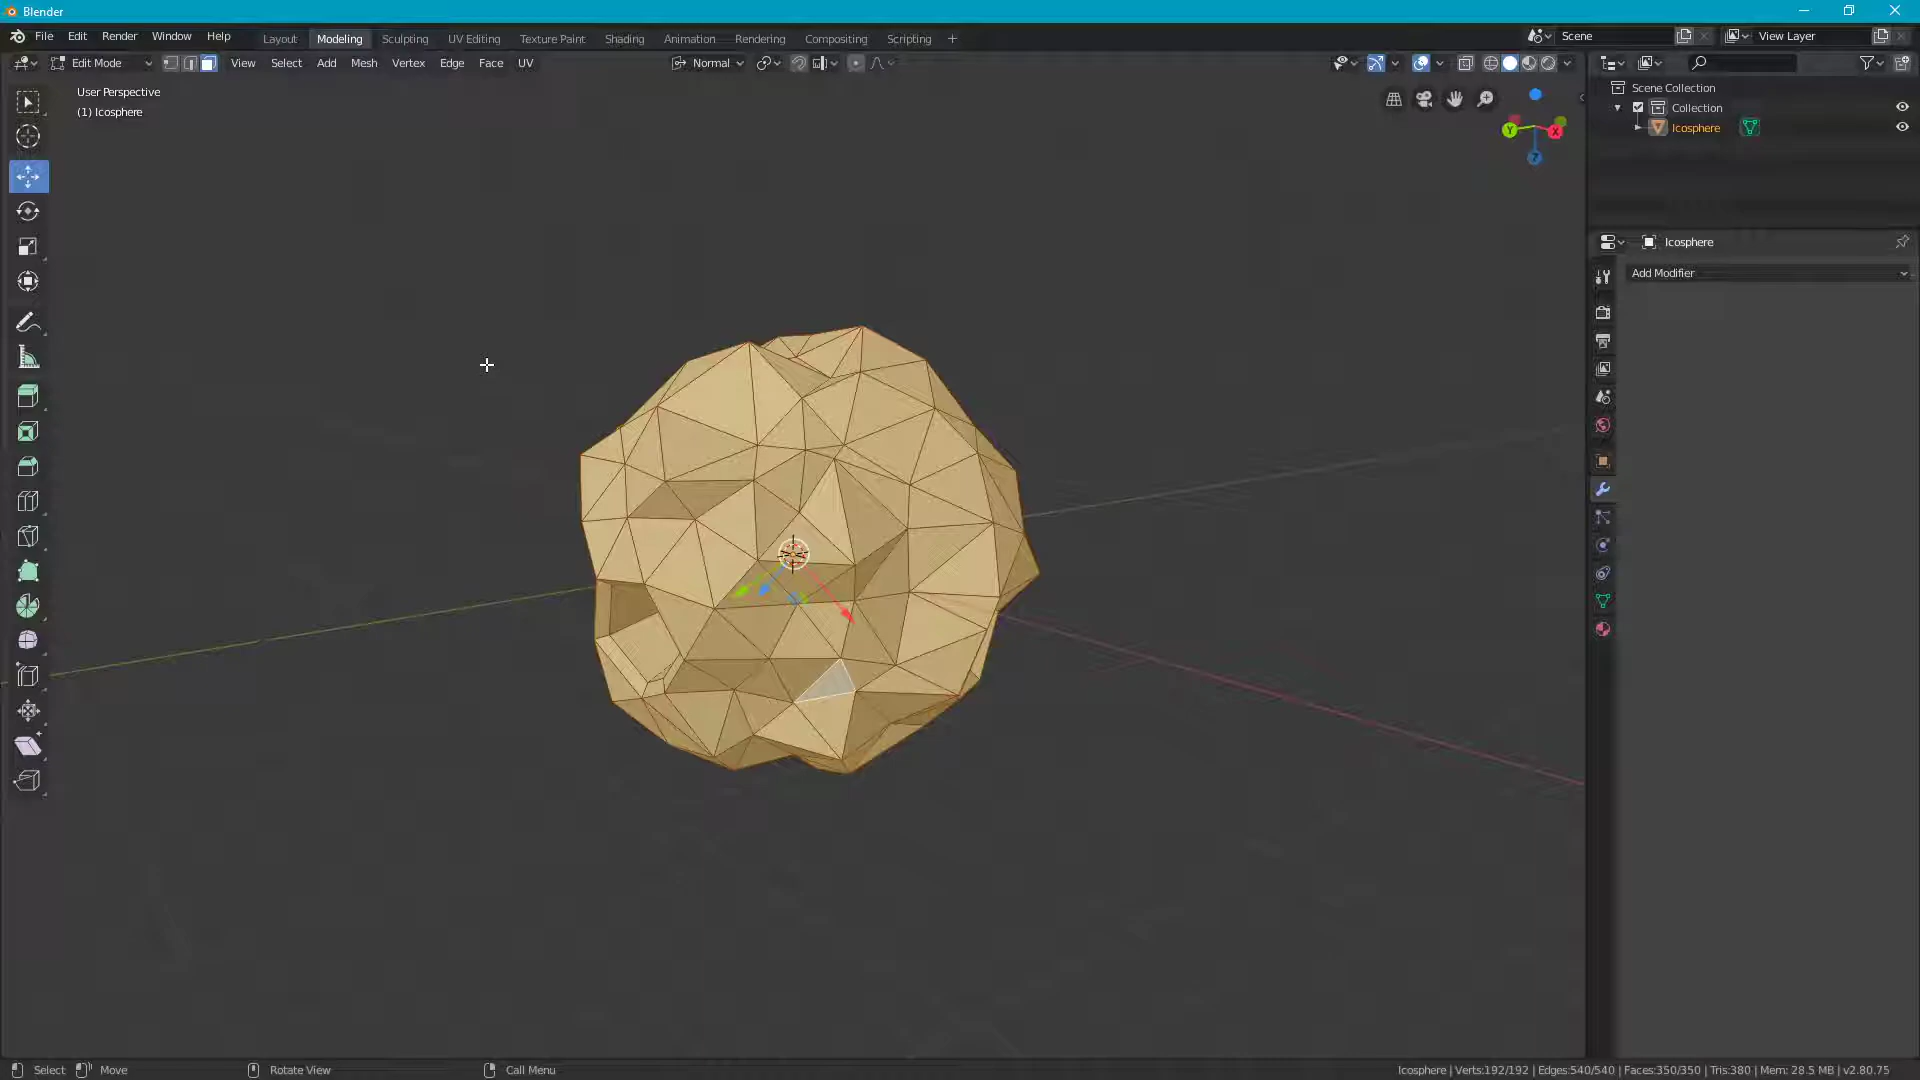 Blender
File Edit Render Window Help Layout Modeling Sculpting UV Editing Texture Paint Shading Animation Rendering Compositing Scripting + Scene View Layer
Edit Mode View Select Add Mesh Vertex Edge Face UV Normal
User Perspective
(1) Icosphere
Y X Z
Scene Collection
Collection
Icosphere
Icosphere
Add Modifier
Select Move Rotate View Call Menu Icosphere | Verts:192/192 | Edges:540/540 | Faces:350/350 | Tris:380 | Mem: 28.5 MB | v2.80.75